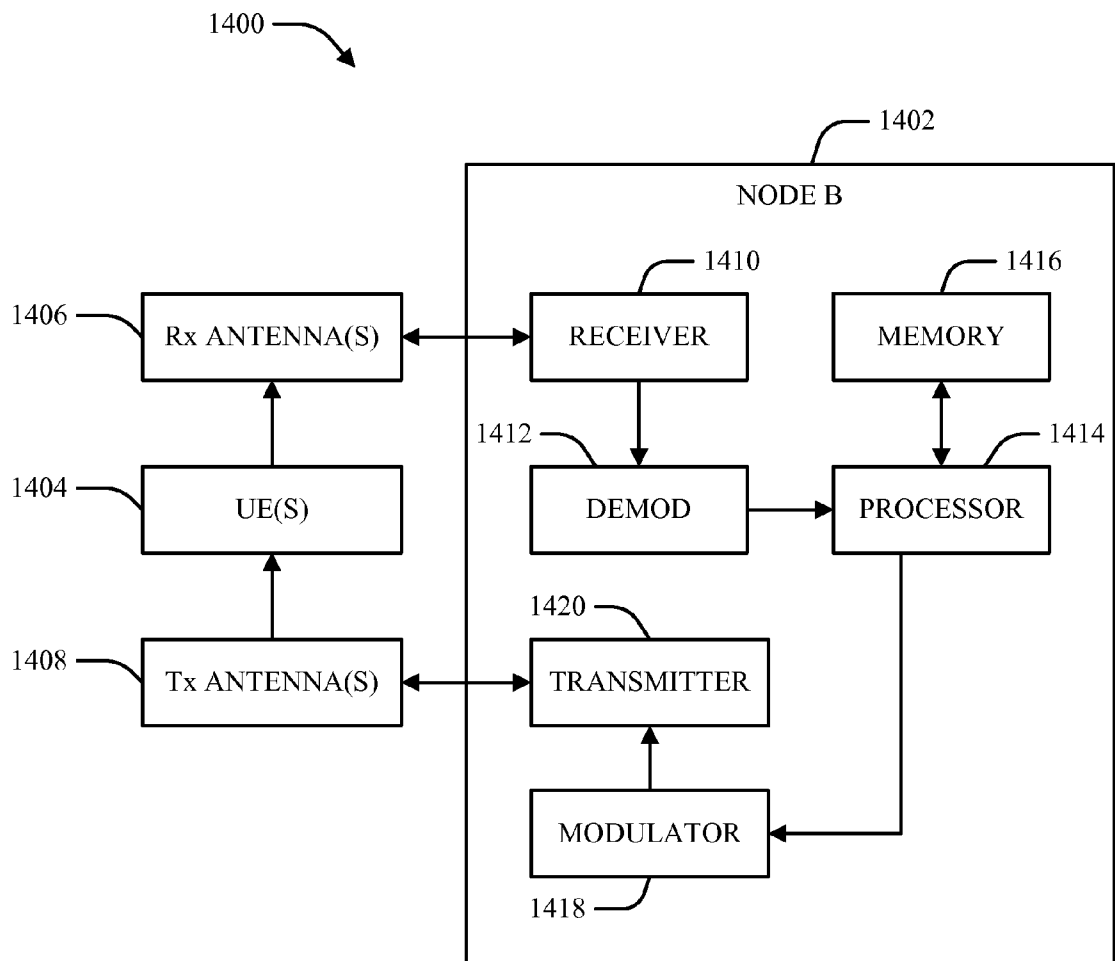 1400
1402
NODE B
1410
1416
1406
Rx ANTENNA(S)
RECEIVER
MEMORY
1412
1414
1404
UE(S)
DEMOD
PROCESSOR
1420
1408
Tx ANTENNA(S)
TRANSMITTER
MODULATOR
1418